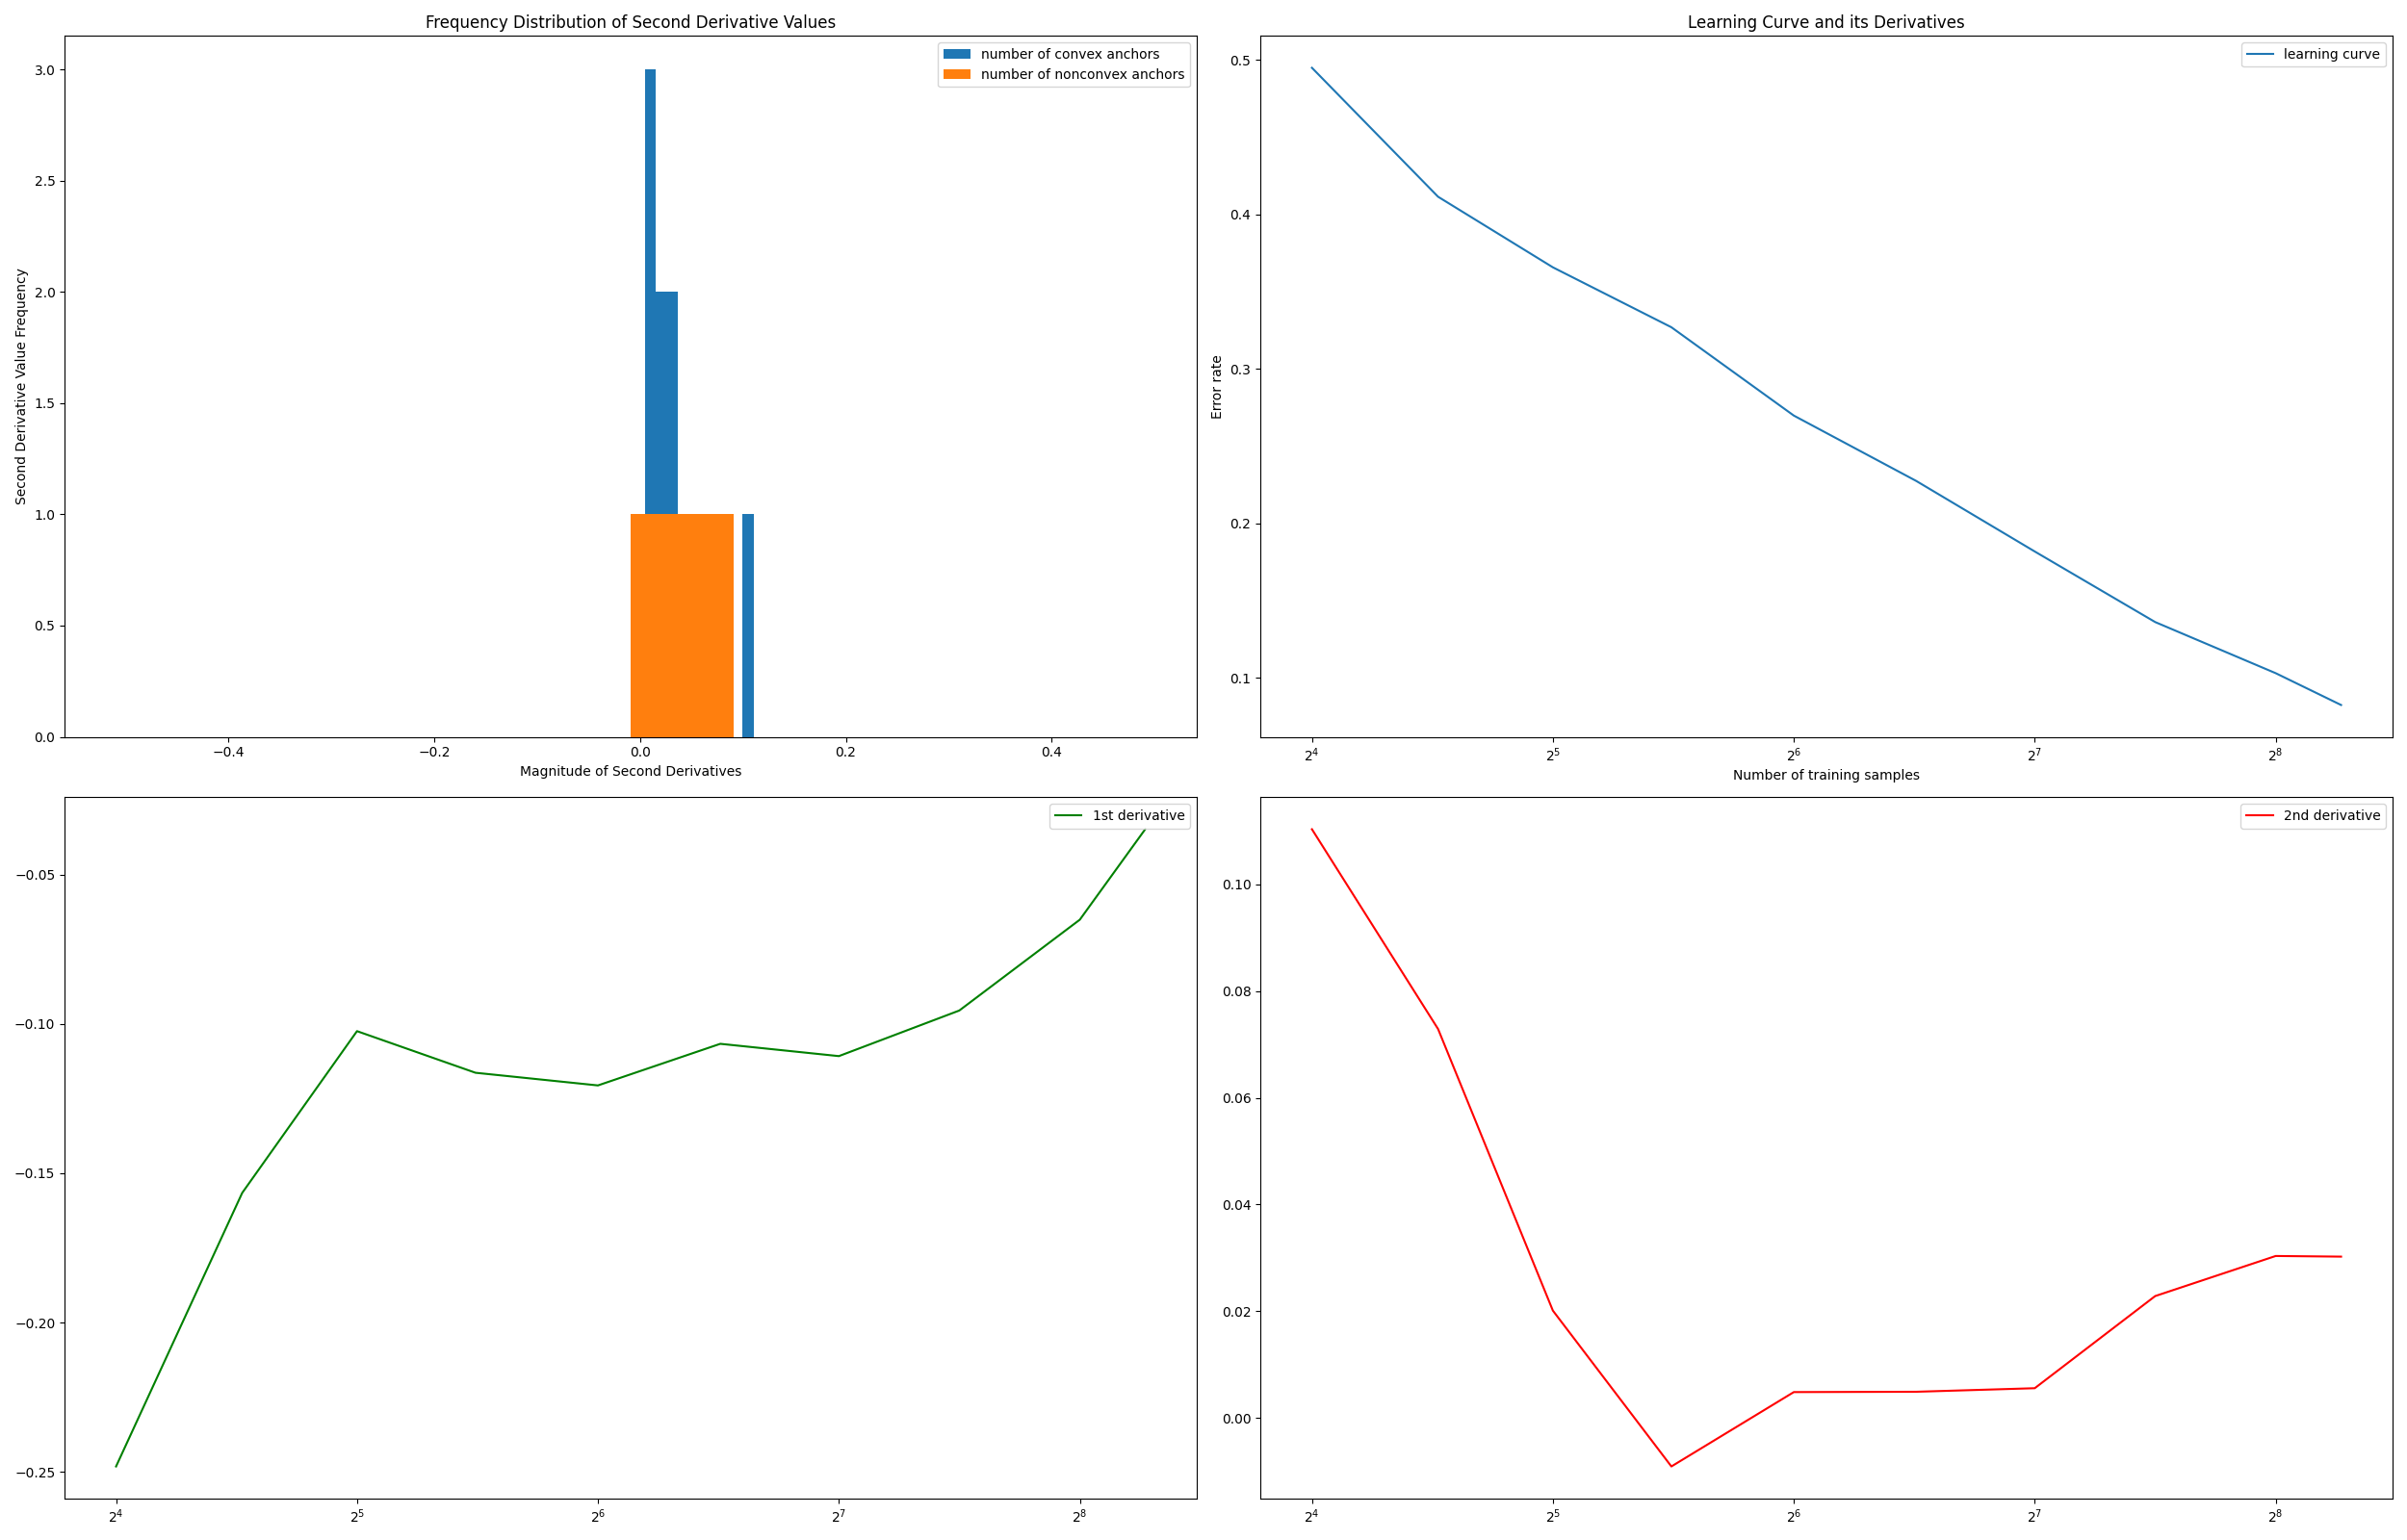 Frequency Distribution of Second Derivative Values
number of convex anchors
number of nonconvex anchors
3.0
2.5
2.0
1.5
1.0
0.5
0.0
Second Derivative Value Frequency
−0.4 −0.2 0.0 0.2 0.4
Magnitude of Second Derivatives
Learning Curve and its Derivatives
learning curve
0.5
0.4
0.3
0.2
0.1
Error rate
2⁴ 2⁵ 2⁶ 2⁷ 2⁸
Number of training samples
1st derivative
−0.05
−0.10
−0.15
−0.20
−0.25
2⁴ 2⁵ 2⁶ 2⁷ 2⁸
2nd derivative
0.10
0.08
0.06
0.04
0.02
0.00
2⁴ 2⁵ 2⁶ 2⁷ 2⁸